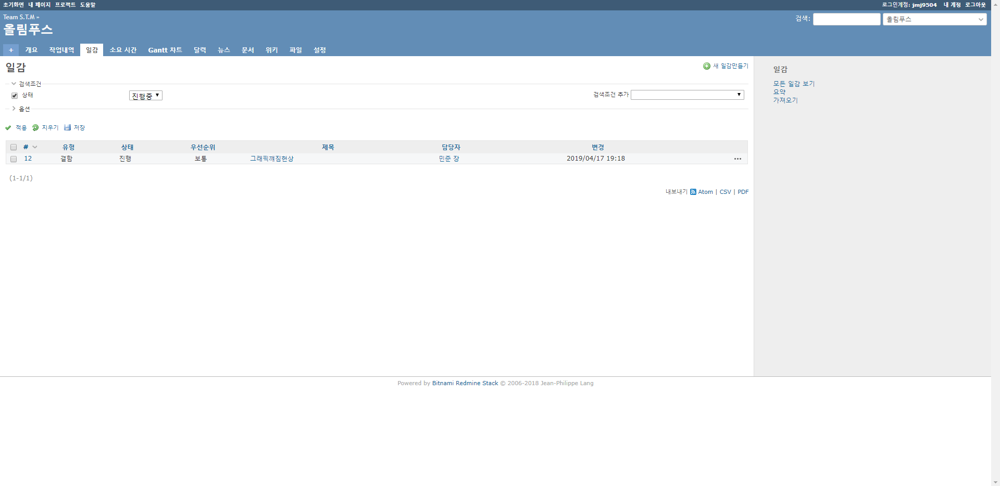 초기화면 내 페이지 프로젝트 도움말 로그인계정: jmj9504 내 계정 로그아웃
Team S.T.M »
검색: 올림푸스
올림푸스
+ 개요 작업내역 일감 소요 시간 Gantt 챠트 달력 뉴스 문서 위키 파일 설정
일감
새 일감만들기
검색조건
상태 진행중 검색조건 추가
옵션
적용 지우기 저장
# 유형 상태 우선순위 제목 담당자 변경
12 결함 진행 보통 그래픽깨짐현상 민준 장 2019/04/17 19:18
(1-1/1)
내보내기 Atom | CSV | PDF
일감
모든 일감 보기
요약
가져오기
Powered by Bitnami Redmine Stack © 2006-2018 Jean-Philippe Lang